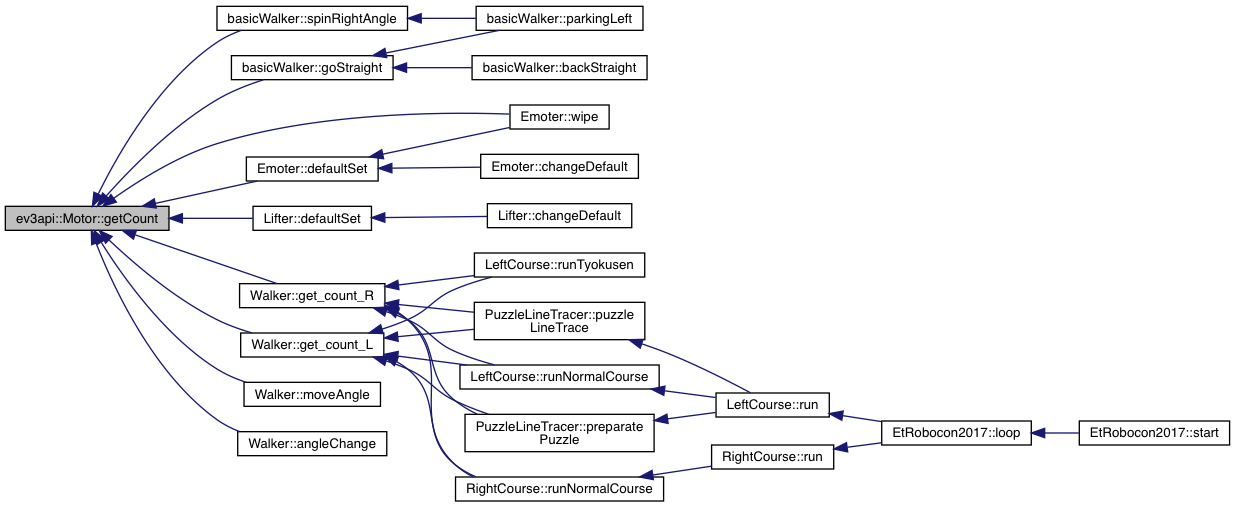 basicWalker::spinRightAngle
basicWalker::parkingLeft
basicWalker::goStraight
basicWalker::backStraight
Emoter::wipe
Emoter::defaultSet
Emoter::changeDefault
ev3api::Motor::getCount
Lifter::defaultSet
Lifter::changeDefault
LeftCourse::runTyokusen
Walker::get_count_R
PuzzleLineTracer::puzzle
LineTrace
Walker::get_count_L
LeftCourse::runNormalCourse
Walker::moveAngle
LeftCourse::run
PuzzleLineTracer::preparate
Puzzle
EtRobocon2017::loop
EtRobocon2017::start
Walker::angleChange
RightCourse::run
RightCourse::runNormalCourse